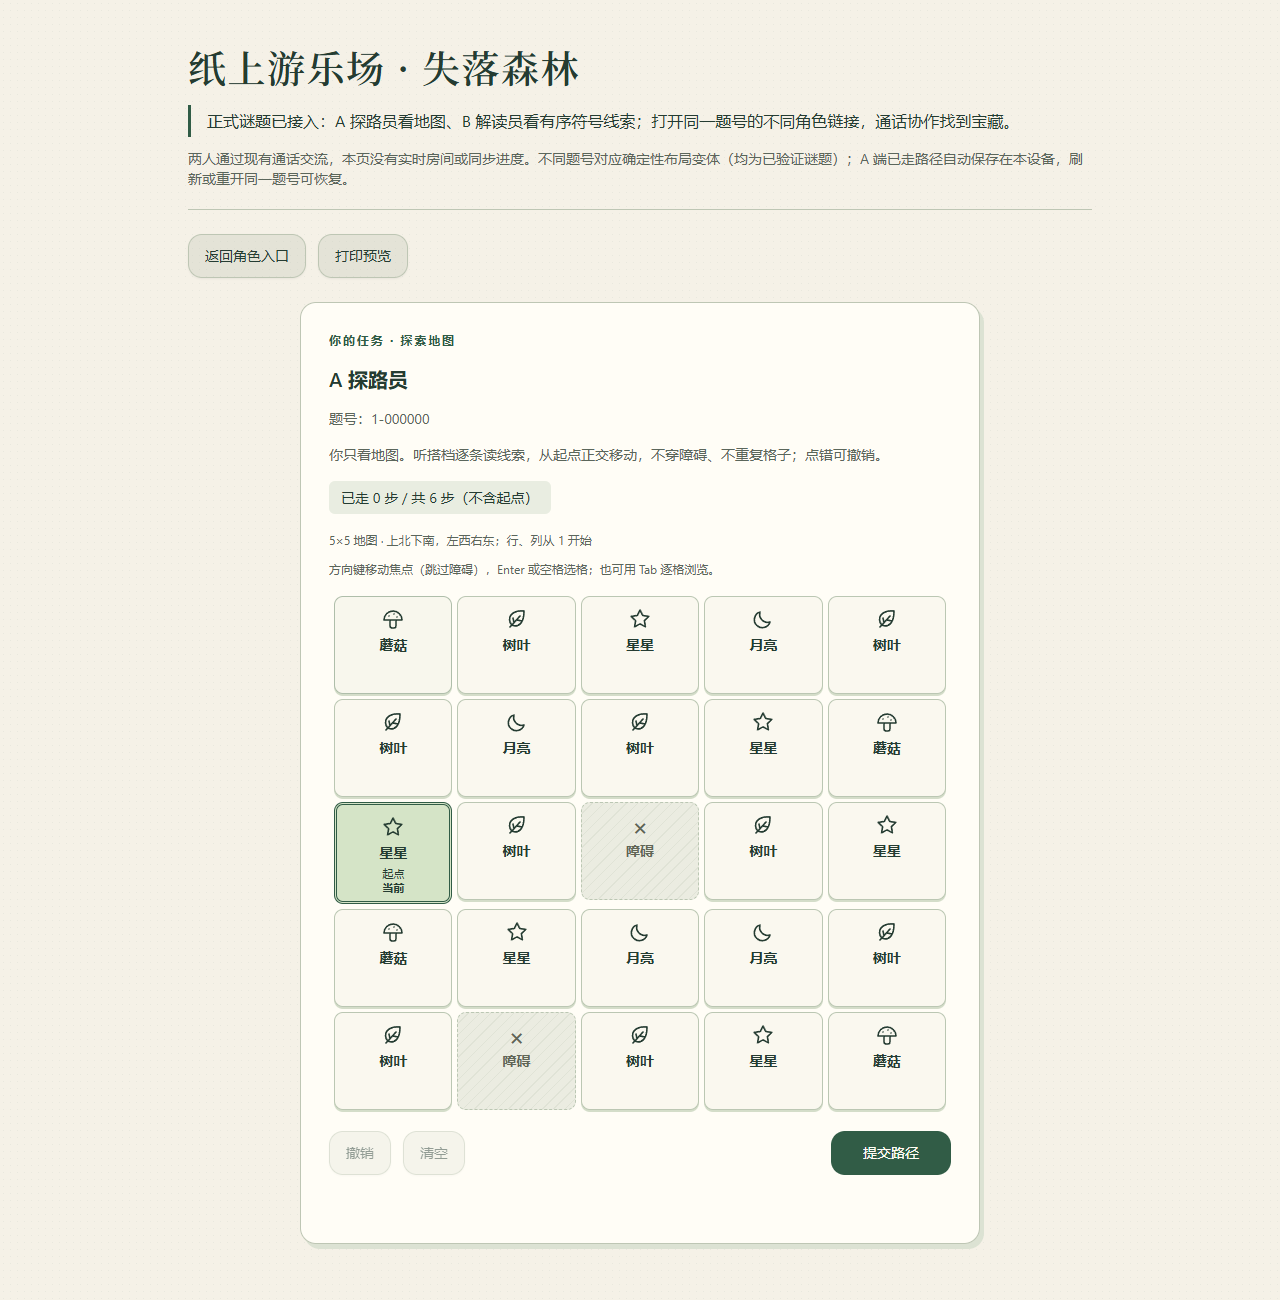 纸上游乐场 · 失落森林
正式谜题已接入：A 探路员看地图、B 解读员看有序符号线索；打开同一题号的不同角色链接，通话协作找到宝藏。
两人通过现有通话交流，本页没有实时房间或同步进度。不同题号对应确定性布局变体（均为已验证谜题）；A 端已走路径自动保存在本设备，刷
新或重开同一题号可恢复。
返回角色入口 打印预览
你的任务 · 探索地图
A 探路员
题号：1-000000
你只看地图。听搭档逐条读线索，从起点正交移动，不穿障碍、不重复格子；点错可撤销。
已走 0 步 / 共 6 步（不含起点）
5×5 地图 · 上北下南，左西右东；行、列从 1 开始
方向键移动焦点（跳过障碍），Enter 或空格选格；也可用 Tab 逐格浏览。
蘑菇 树叶 星星 月亮 树叶
树叶 月亮 树叶 星星 蘑菇
星星 树叶 障碍 树叶 星星
起点
当前
蘑菇 星星 月亮 月亮 树叶
树叶 障碍 树叶 星星 蘑菇
撤销 清空 提交路径